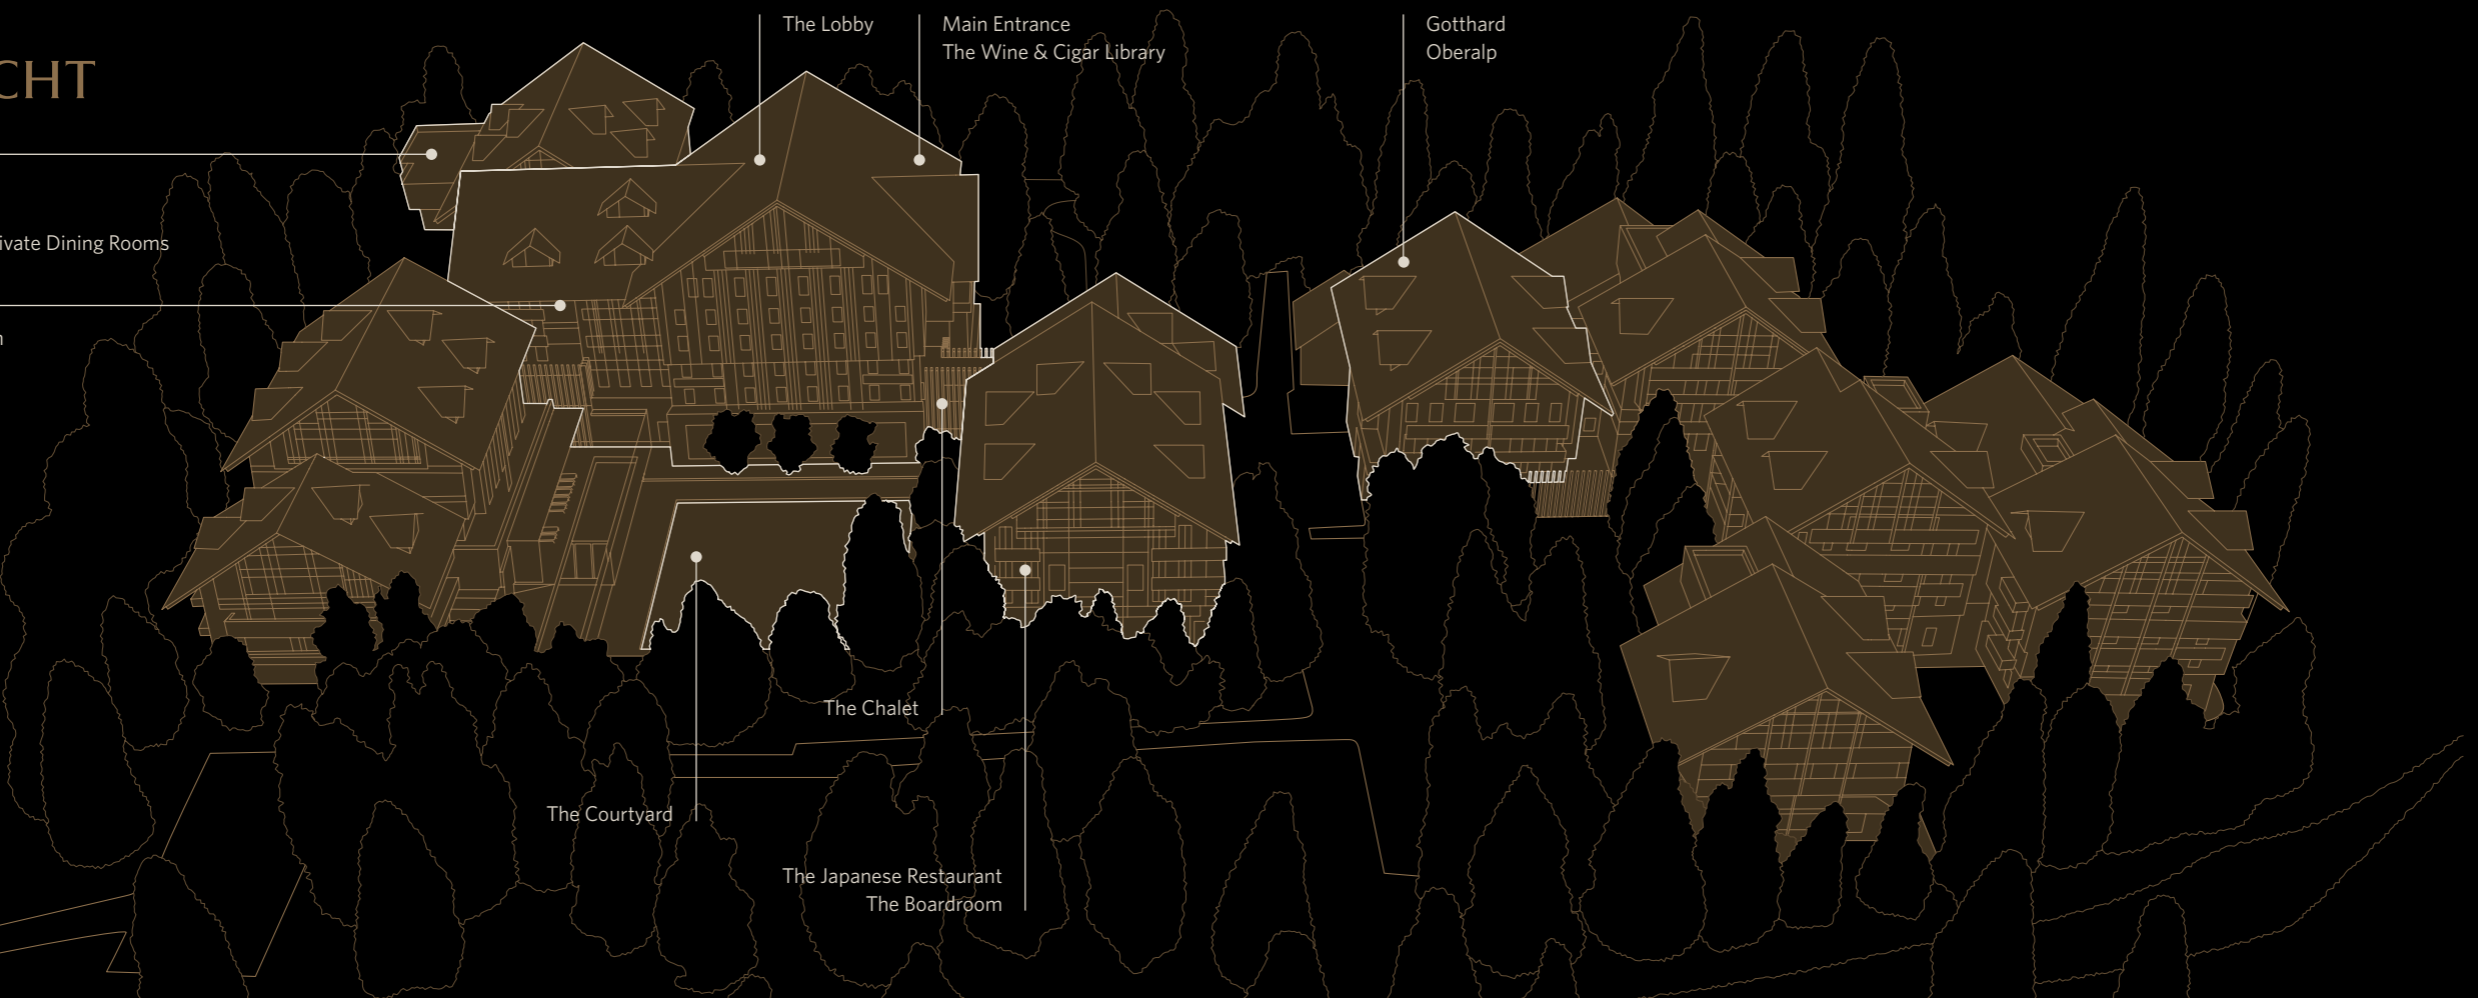 CHT
The Lobby
Main Entrance
The Wine & Cigar Library
Gotthard
Oberalp
ivate Dining Rooms
n
The Chalet
The Courtyard
The Japanese Restaurant
The Boardroom